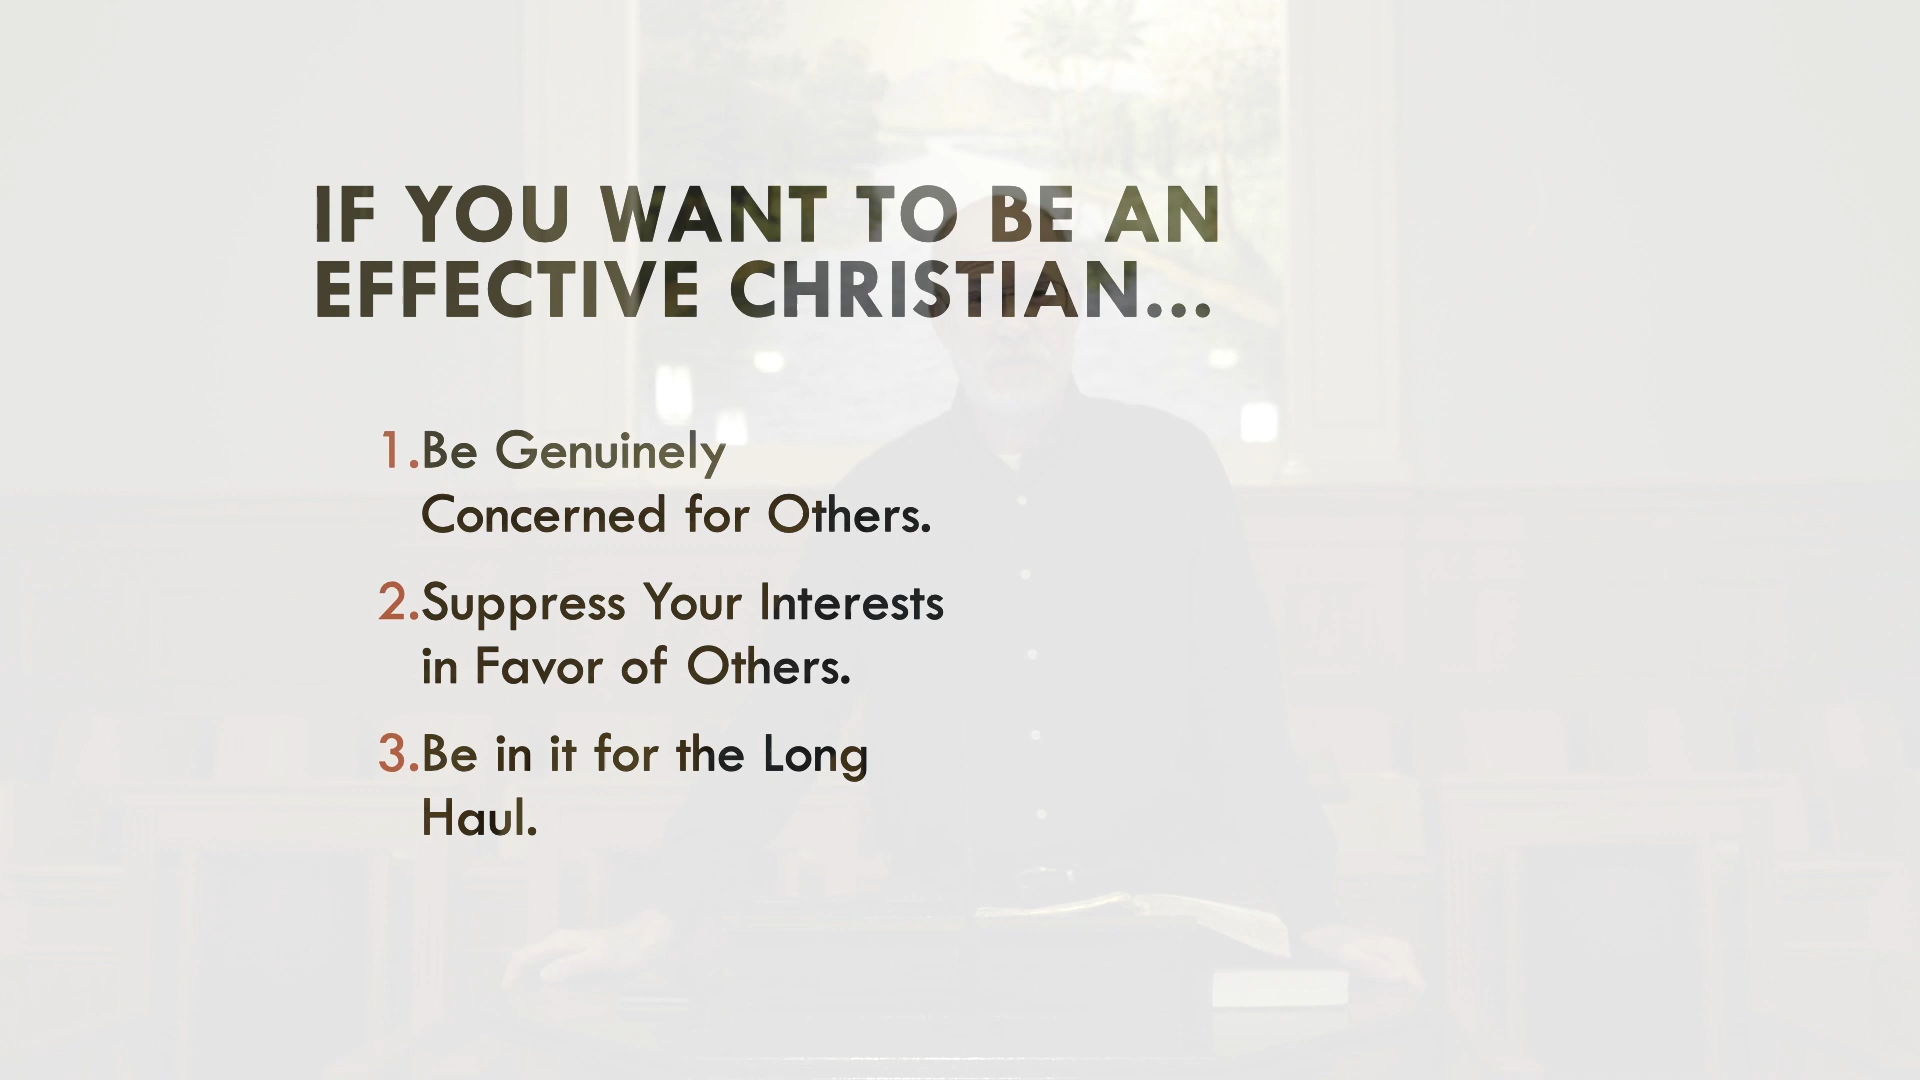 IF YOU WANT TO BE AN
EFFECTIVE CHRISTIAN...
1.Be Genuinely
Concerned for Others.
2.Suppress Your Interests
in Favor of Others.
3.Be in it for the Long
Haul.